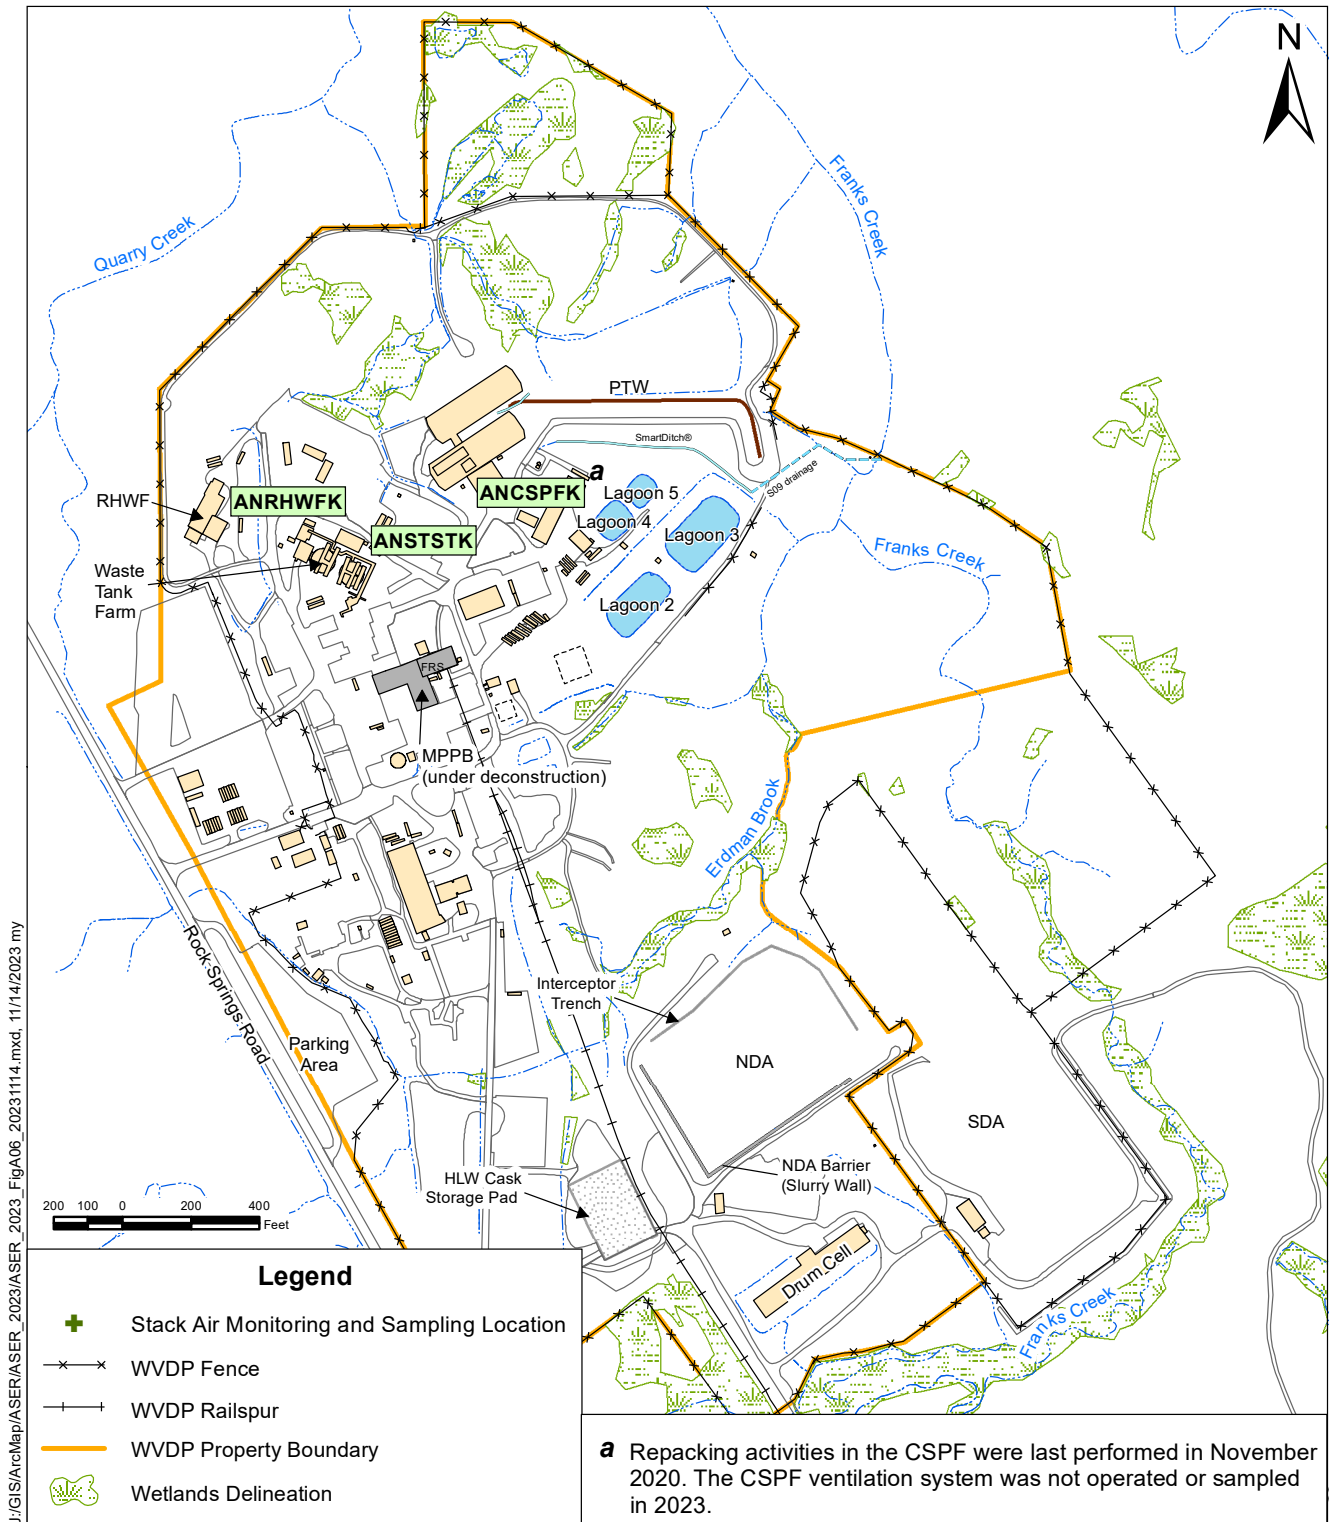 N
Quarry Creek
Franks Creek
PTW
SmartDitch®
S09 drainage
a
RHWF
ANRHWFK
ANCSPFK
ANSTSTK
Lagoon 5
Lagoon 4
Lagoon 3
Lagoon 2
Franks Creek
Waste
Tank
Farm
FRS
MPPB
(under deconstruction)
Erdman Brook
Rock Springs Road
Interceptor
Trench
Parking
Area
NDA
SDA
NDA Barrier
(Slurry Wall)
HLW Cask
Storage Pad
Drum Cell
Franks Creek
200 100 0 200 400
Feet
Legend
Stack Air Monitoring and Sampling Location
WVDP Fence
WVDP Railspur
WVDP Property Boundary
Wetlands Delineation
a Repacking activities in the CSPF were last performed in November
2020. The CSPF ventilation system was not operated or sampled
in 2023.
J:/GIS/ArcMap/ASER/ASER_2023/ASER_2023_FigA06_20231114.mxd, 11/14/2023 my